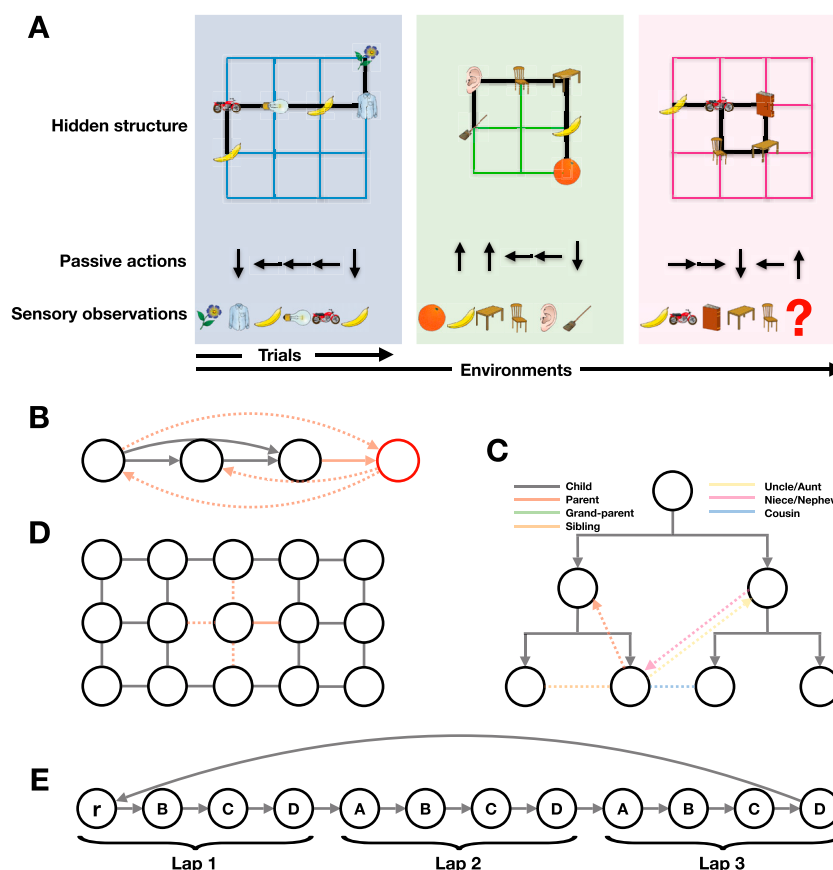 A
Hidden structure
Passive actions
Sensory observations
?
Trials
Environments
B
C
Child
Parent
Grand-parent
Sibling
Uncle/Aunt
Niece/Nephew
Cousin
D
E
r B C D A B C D A B C D
Lap 1 Lap 2 Lap 3